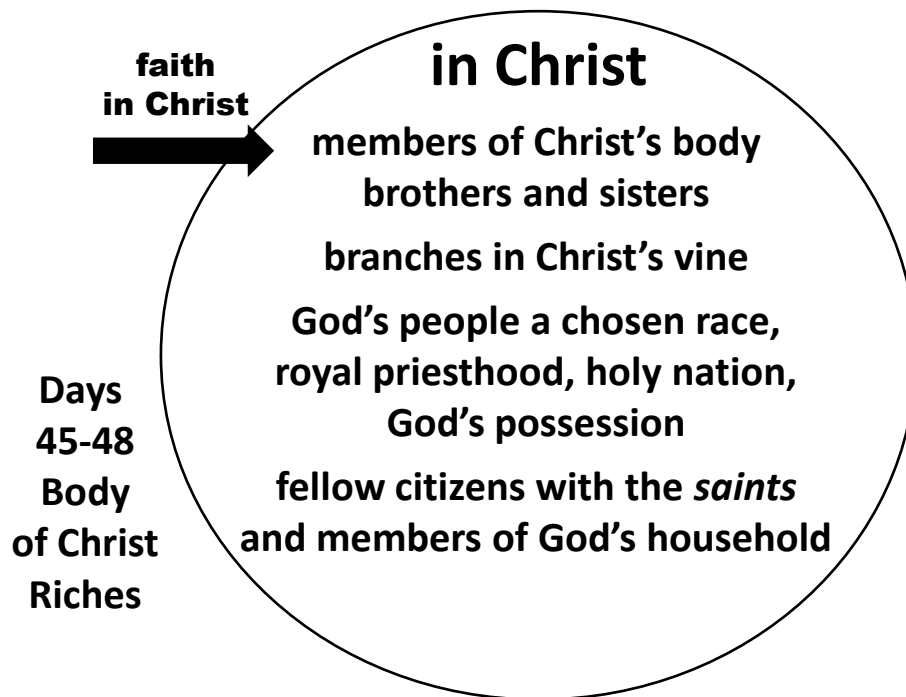 faith
in Christ
in Christ
members of Christ’s body
brothers and sisters
branches in Christ’s vine
God’s people a chosen race,
royal priesthood, holy nation,
God’s possession
fellow citizens with the saints
and members of God’s household
Days
45-48
Body
of Christ
Riches